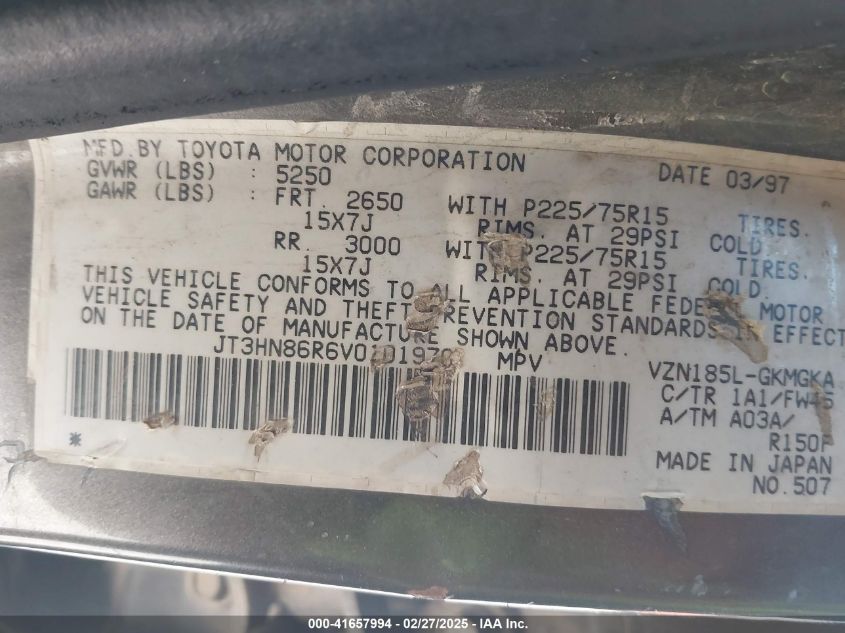 MFD. BY TOYOTA MOTOR CORPORATION DATE 03/97
GVWR (LBS) : 5250
GAWR (LBS) : FRT. 2650 WITH P225/75R15 TIRES.
15X7J RIMS. AT 29PSI COLD.
RR. 3000 WITH P225/75R15 TIRES.
15X7J RIMS. AT 29PSI COLD.
THIS VEHICLE CONFORMS TO ALL APPLICABLE MOTOR
VEHICLE SAFETY AND THEFT STANDARDS IN EFFECT
ON THE DATE OF MANUFACTURE SHOWN ABOVE.
MPV VZN185L-GKMGKA
C/TR 1A1/
A/TM A03A/
R150F
* MADE IN JAPAN
NO.507
000-41657994 - 02/27/2025 - IAA Inc.